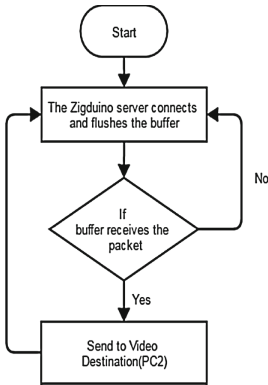 Start
The Zigduino server connects
and flushes the buffer
If
buffer receives the
packet
No
Yes
Send to Video
Destination(PC2)